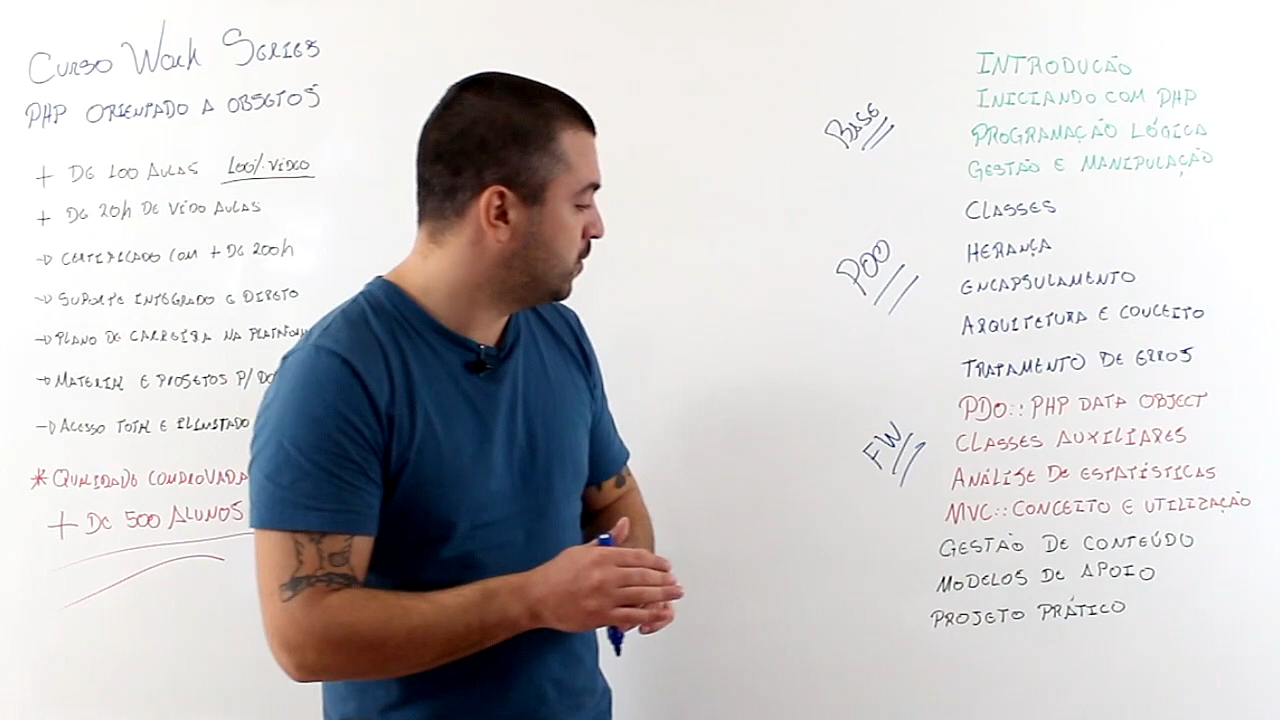 CURSO WORK SERIES
PHP ORIENTADO A OBJETOS
+ DE 100 AULAS 100% VÍDEO
+ DE 20h DE VÍDO AULAS
→ CERTIFICADO COM + DE 200h
→ SUPORTE INTEGRADO E DIRETO
→ PLANO DE CARREIRA NA
→ MATERIAL E PROJETOS P/
→ ACESSO TOTAL E ILIMITADO
* QUALIDADE COMPROVADA
+ DE 500 ALUNOS
BASE
INTRODUCÃO
INICIANDO COM PHP
PROGRAMAÇÃO LÓGICA
GESTÃO E MANIPULAÇÃO
POO
CLASSES
HERANÇA
ENCAPSULAMENTO
ARQUITETURA E CONCEITO
TRATAMENTO DE ERROS
FW
PDO:: PHP DATA OBJECT
CLASSES AUXILIARES
ANÁLISE DE ESTATÍSTICAS
MVC:: CONCEITO E UTILIZAÇÃO
GESTÃO DE CONTEÚDO
MODELOS DE APOIO
PROJETO PRÁTICO